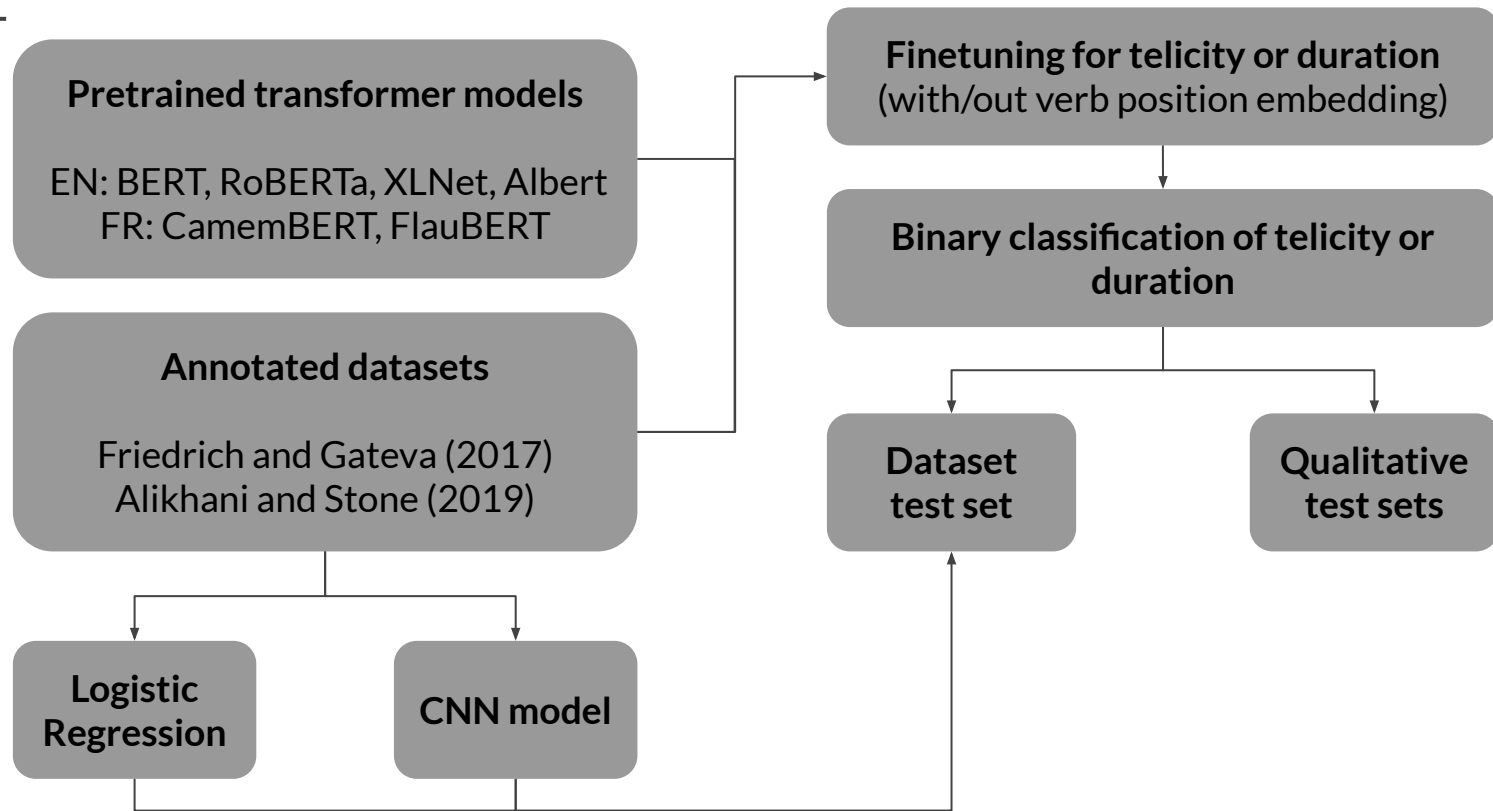 Pretrained transformer models
EN: BERT, RoBERTa, XLNet, Albert
FR: CamemBERT, FlauBERT
Annotated datasets
Friedrich and Gateva (2017)
Alikhani and Stone (2019)
Logistic
Regression
CNN model
Finetuning for telicity or duration
(with/out verb position embedding)
Binary classification of telicity or
duration
Dataset
test set
Qualitative
test sets